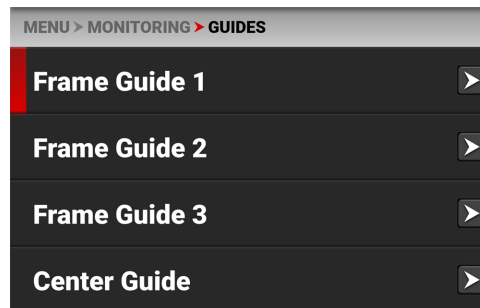 MENU > MONITORING > GUIDES
Frame Guide 1
Frame Guide 2
Frame Guide 3
Center Guide